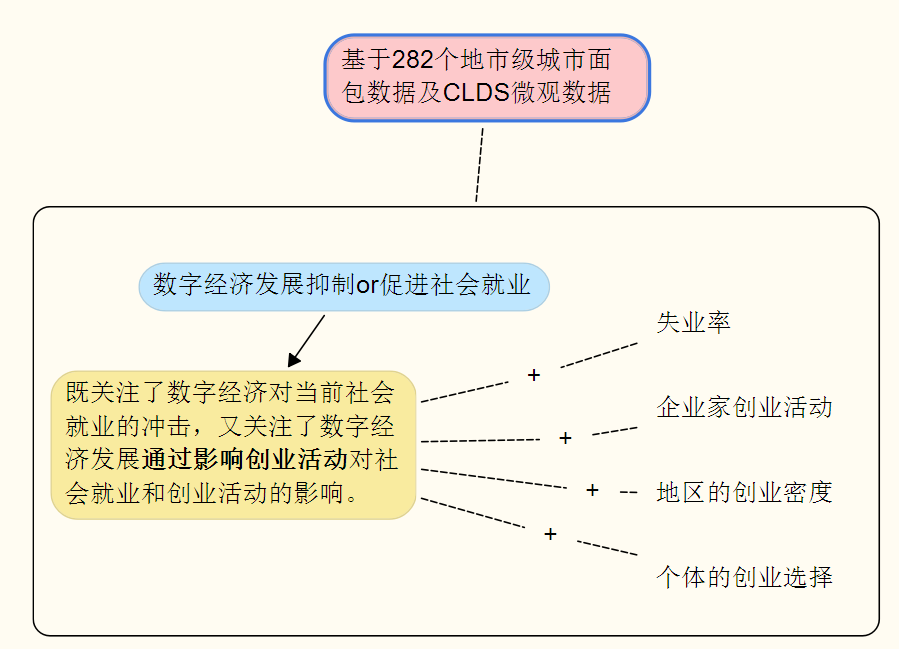 基于282个地市级城市面
包数据及CLDS微观数据
数字经济发展抑制or促进社会就业
既关注了数字经济对当前社会
就业的冲击，又关注了数字经
济发展通过影响创业活动对社
会就业和创业活动的影响。
+
失业率
+
企业家创业活动
+
地区的创业密度
+
个体的创业选择